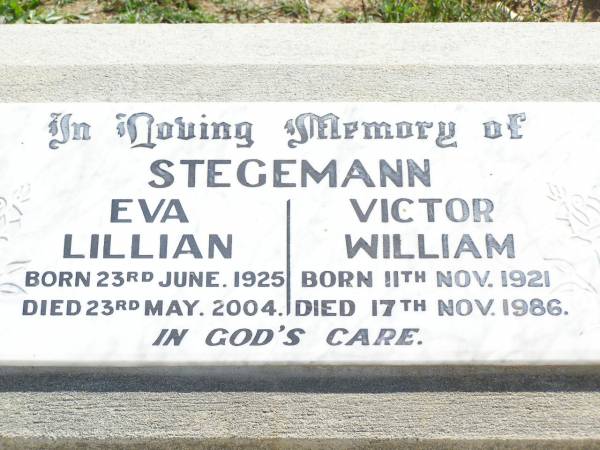 In Loving Memory of
STEGEMANN
EVA
LILLIAN
BORN 23RD JUNE. 1925
DIED 23RD MAY. 2004.
VICTOR
WILLIAM
BORN 11TH NOV. 1921
DIED 17TH NOV. 1986.
IN GOD'S CARE.